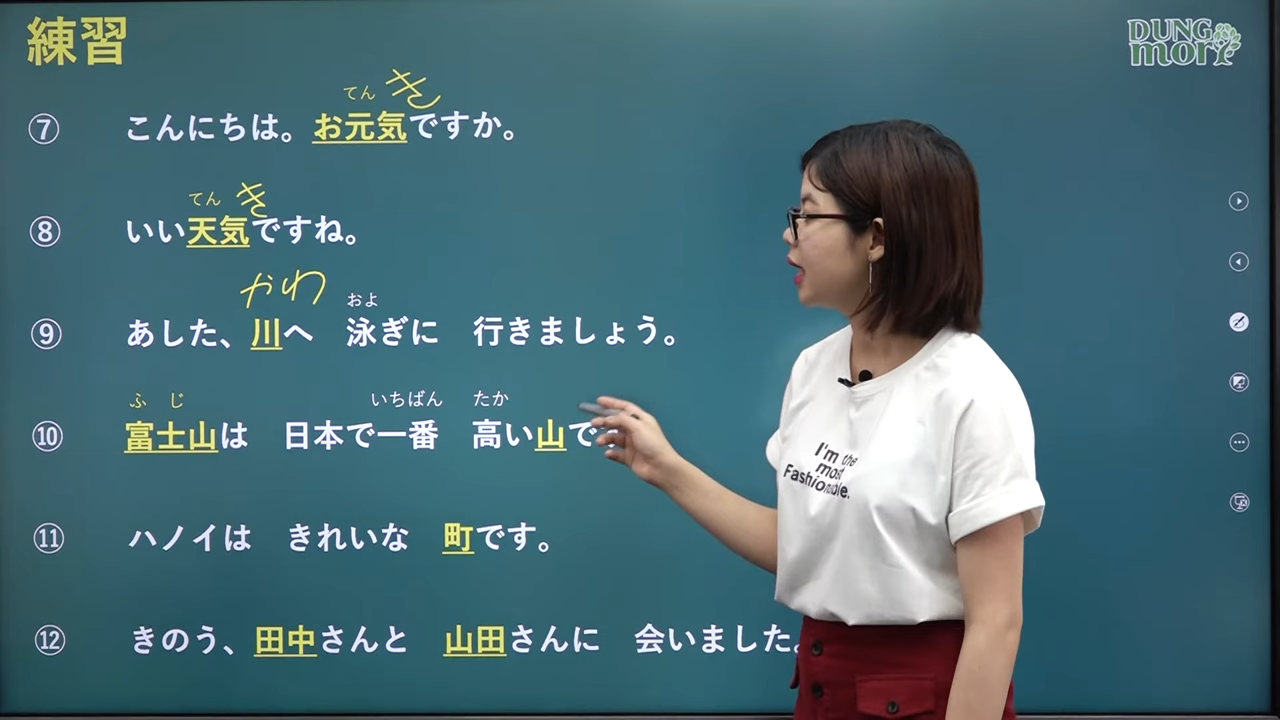 練習
DUNG
mori
てん き
⑦ こんにちは。お元気ですか。
てん き
⑧ いい天気ですね。
かわ およ
⑨ あした、川へ 泳ぎに 行きましょう。
ふ じ いちばん たか
⑩ 富士山は 日本で一番 高い山で
⑪ ハノイは きれいな 町です。
⑫ きのう、田中さんと 山田さんに 会いました。
I'm the
most
Fashionable.